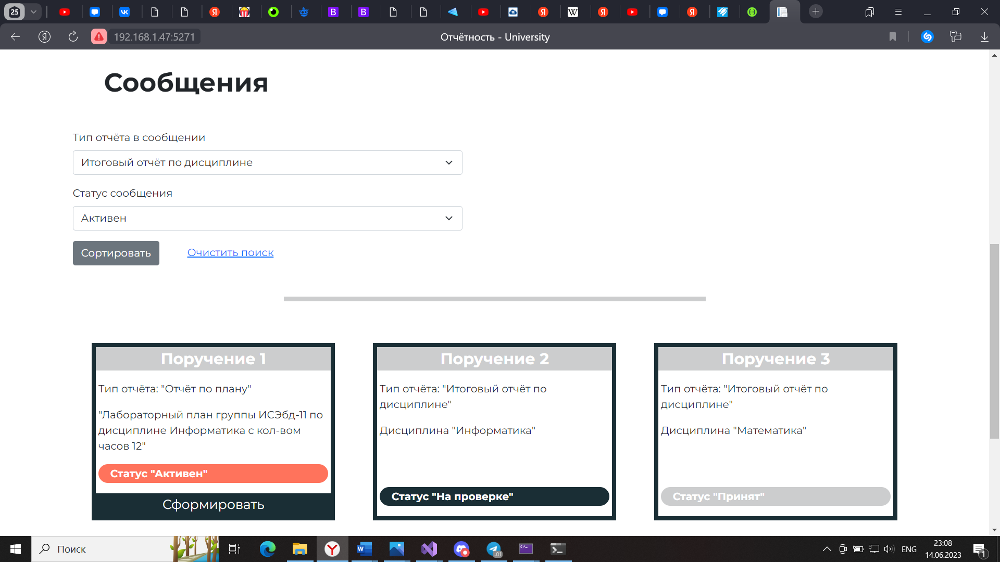 25
192.168.1.47:5271
Отчётность - University
Сообщения
Тип отчёта в сообщении
Итоговый отчёт по дисциплине
Статус сообщения
Активен
Сортировать
Очистить поиск
Поручение 1
Тип отчёта: "Отчёт по плану"
"Лабораторный план группы ИСЭбд-11 по
дисциплине Информатика с кол-вом
часов 12"
Статус "Активен"
Сформировать
Поручение 2
Тип отчёта: "Итоговый отчёт по
дисциплине"
Дисциплина "Информатика"
Статус "На проверке"
Поручение 3
Тип отчёта: "Итоговый отчёт по
дисциплине"
Дисциплина "Математика"
Статус "Принят"
Поиск
ENG
23:08
14.06.2023
1